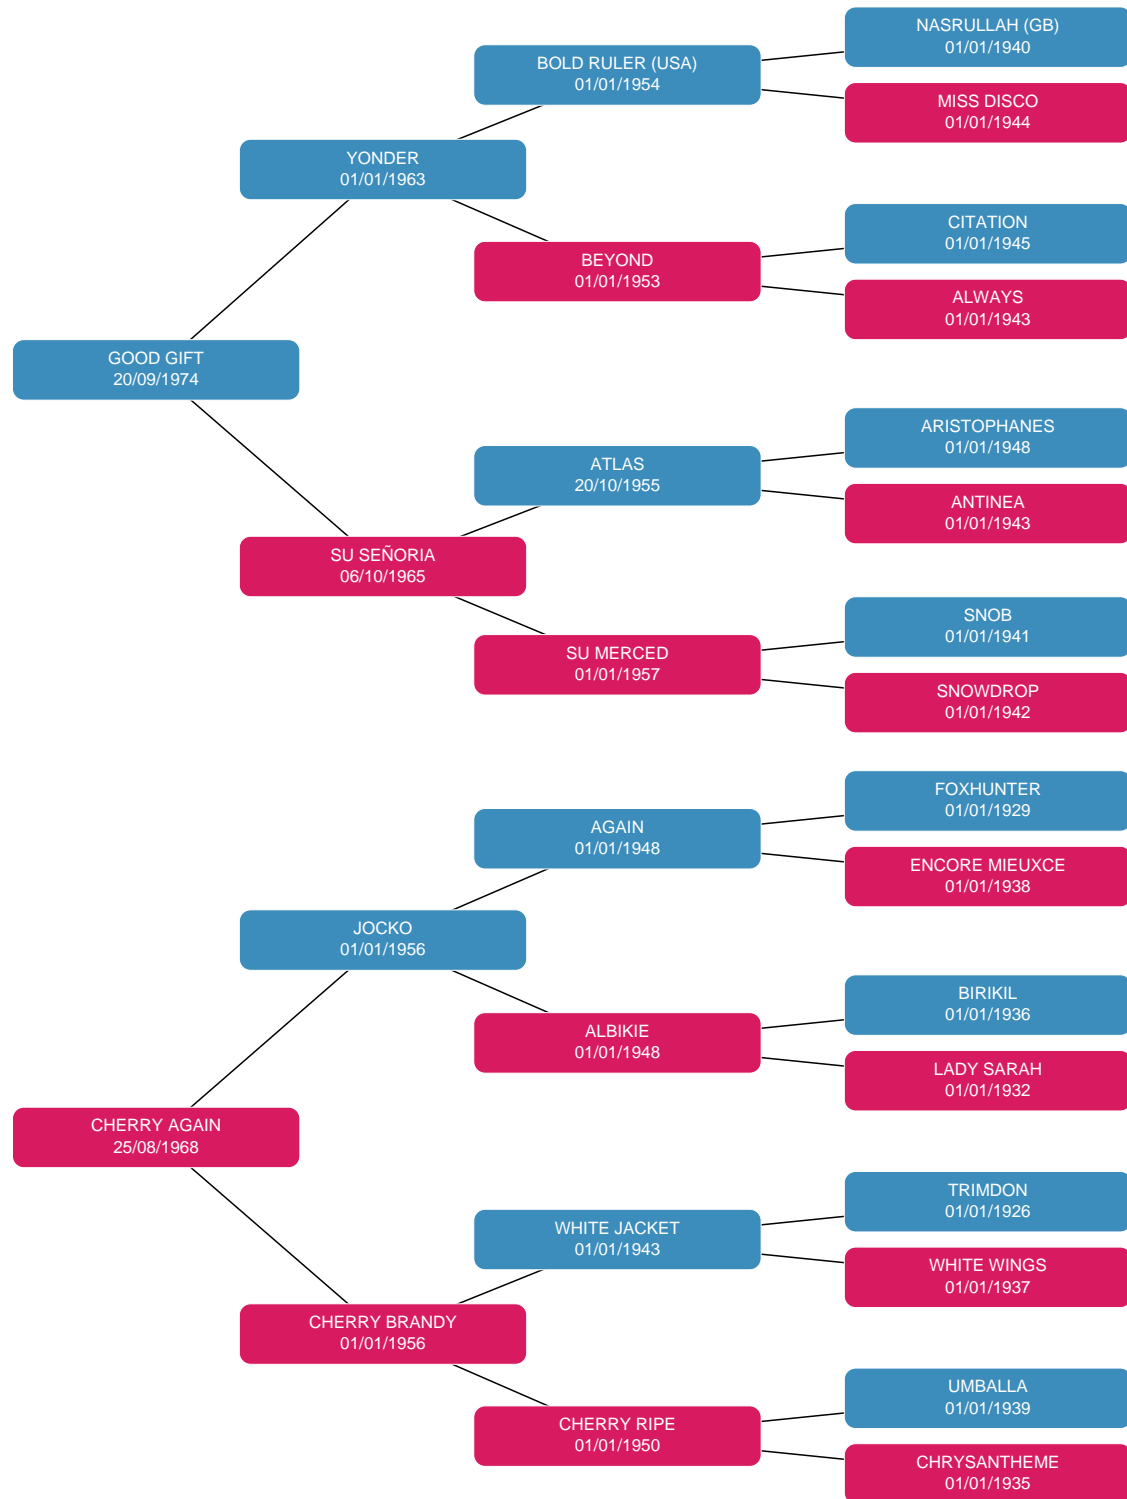 NASRULLAH (GB)
01/01/1940
BOLD RULER (USA)
01/01/1954
MISS DISCO
01/01/1944
YONDER
01/01/1963
CITATION
01/01/1945
BEYOND
01/01/1953
ALWAYS
01/01/1943
GOOD GIFT
20/09/1974
ARISTOPHANES
01/01/1948
ATLAS
20/10/1955
ANTINEA
01/01/1943
SU SEÑORIA
06/10/1965
SNOB
01/01/1941
SU MERCED
01/01/1957
SNOWDROP
01/01/1942
FOXHUNTER
01/01/1929
AGAIN
01/01/1948
ENCORE MIEUXCE
01/01/1938
JOCKO
01/01/1956
BIRIKIL
01/01/1936
ALBIKIE
01/01/1948
LADY SARAH
01/01/1932
CHERRY AGAIN
25/08/1968
TRIMDON
01/01/1926
WHITE JACKET
01/01/1943
WHITE WINGS
01/01/1937
CHERRY BRANDY
01/01/1956
UMBALLA
01/01/1939
CHERRY RIPE
01/01/1950
CHRYSANTHEME
01/01/1935